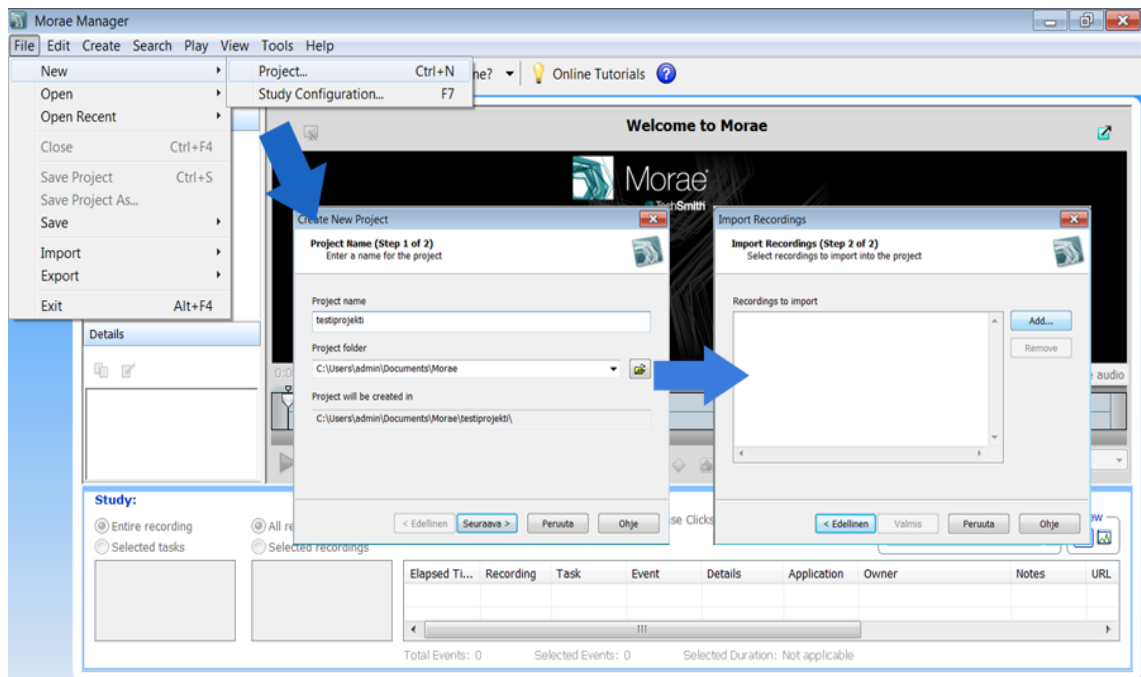 Morae Manager
File Edit Create Search Play View Tools Help
New
Open
Open Recent
Close Ctrl+F4
Save Project Ctrl+S
Save Project As...
Save
Import
Export
Exit Alt+F4
Project... Ctrl+N
Study Configuration... F7
Online Tutorials
Welcome to Morae
Morae
TechSmith
Create New Project
Project Name (Step 1 of 2)
Enter a name for the project
Project name
testiprojekti
Project folder
C:\Users\admin\Documents\Morae
Project will be created in
C:\Users\admin\Documents\Morae\testiprojekti\
< Edellinen Seuraava > Peruuta Ohje
Import Recordings
Import Recordings (Step 2 of 2)
Select recordings to import into the project
Recordings to import
Add...
Remove
< Edellinen Valmis Peruuta Ohje
Details
audio
Study:
Entire recording
Selected tasks
All re
Selected recordings
Clicks
Elapsed Ti... Recording Task Event Details Application Owner Notes URL
Total Events: 0 Selected Events: 0 Selected Duration: Not applicable